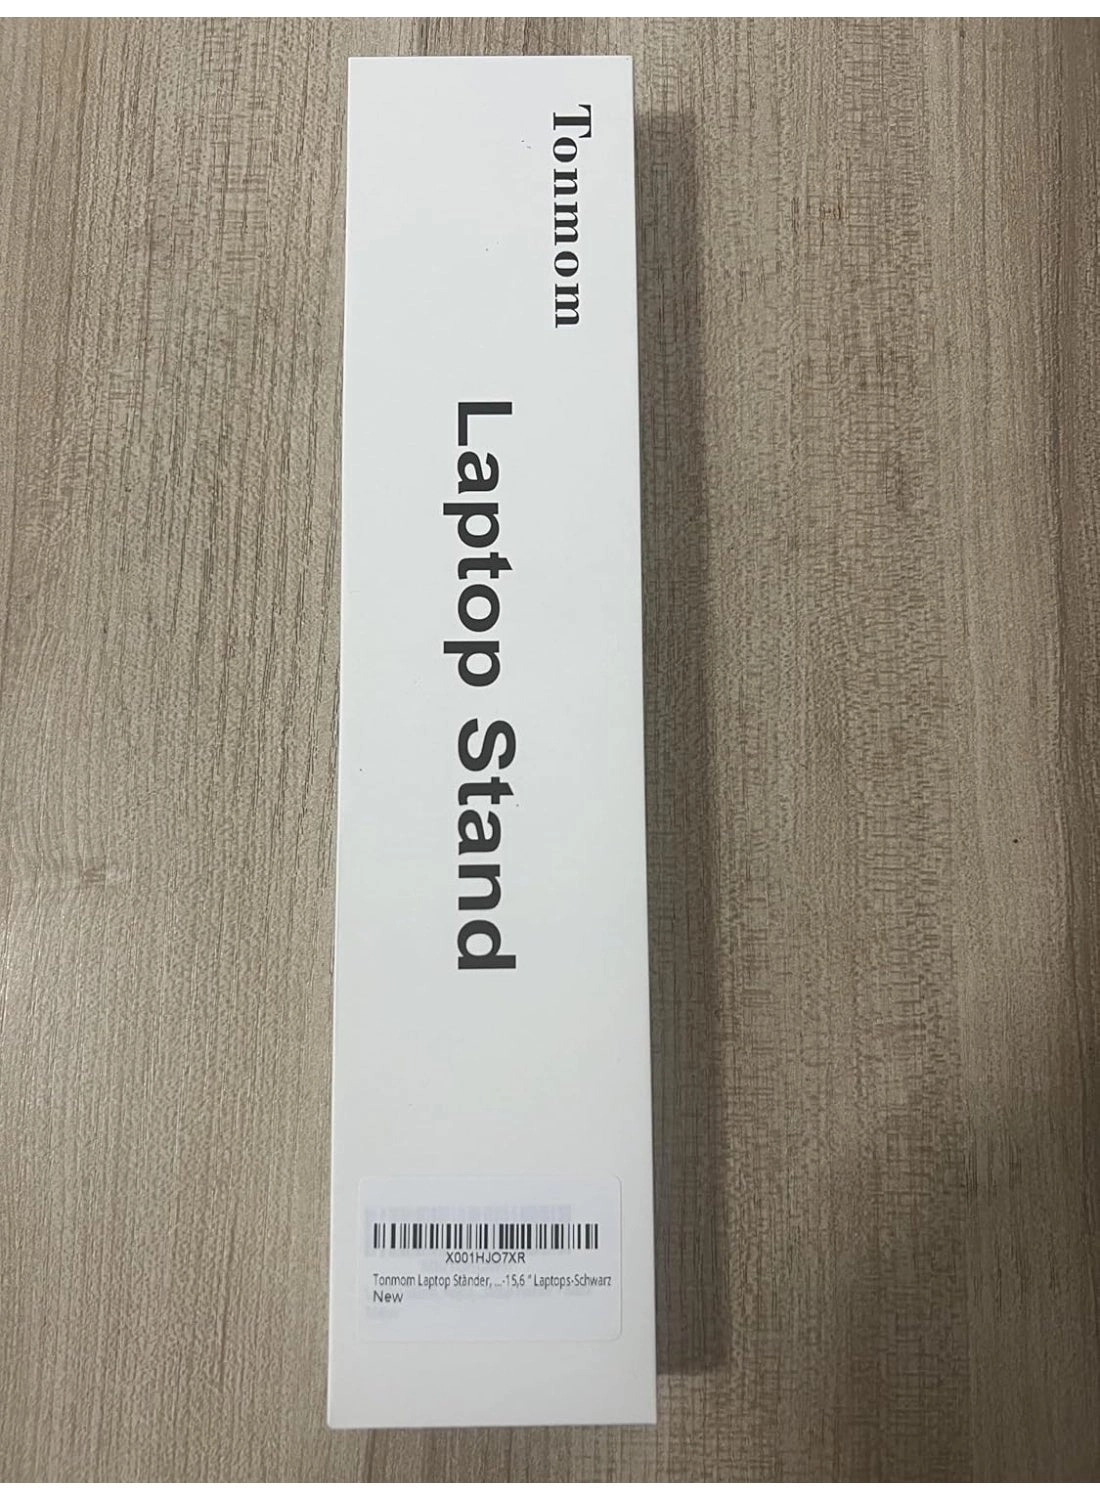 Tonmom
Laptop Stand
X001HJO7XR
Tonmom Laptop Ständer, ...-15,6 " Laptops-Schwarz
New